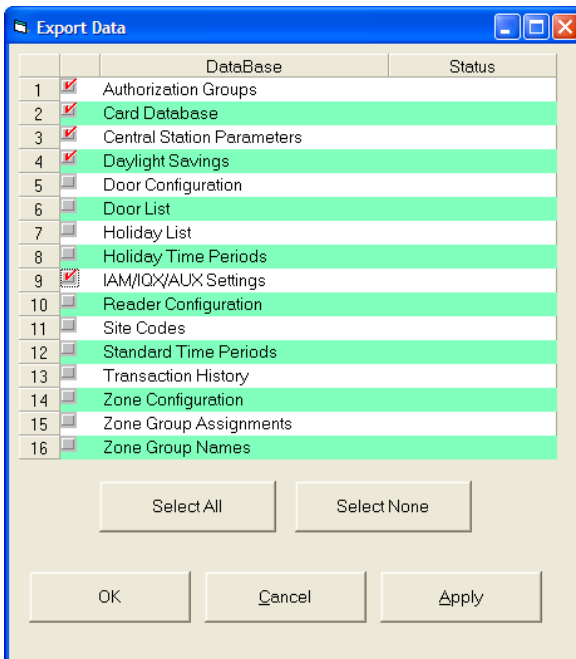 Export Data
DataBase Status
1 Authorization Groups
2 Card Database
3 Central Station Parameters
4 Daylight Savings
5 Door Configuration
6 Door List
7 Holiday List
8 Holiday Time Periods
9 IAM/IQX/AUX Settings
10 Reader Configuration
11 Site Codes
12 Standard Time Periods
13 Transaction History
14 Zone Configuration
15 Zone Group Assignments
16 Zone Group Names
Select All Select None
OK Cancel Apply